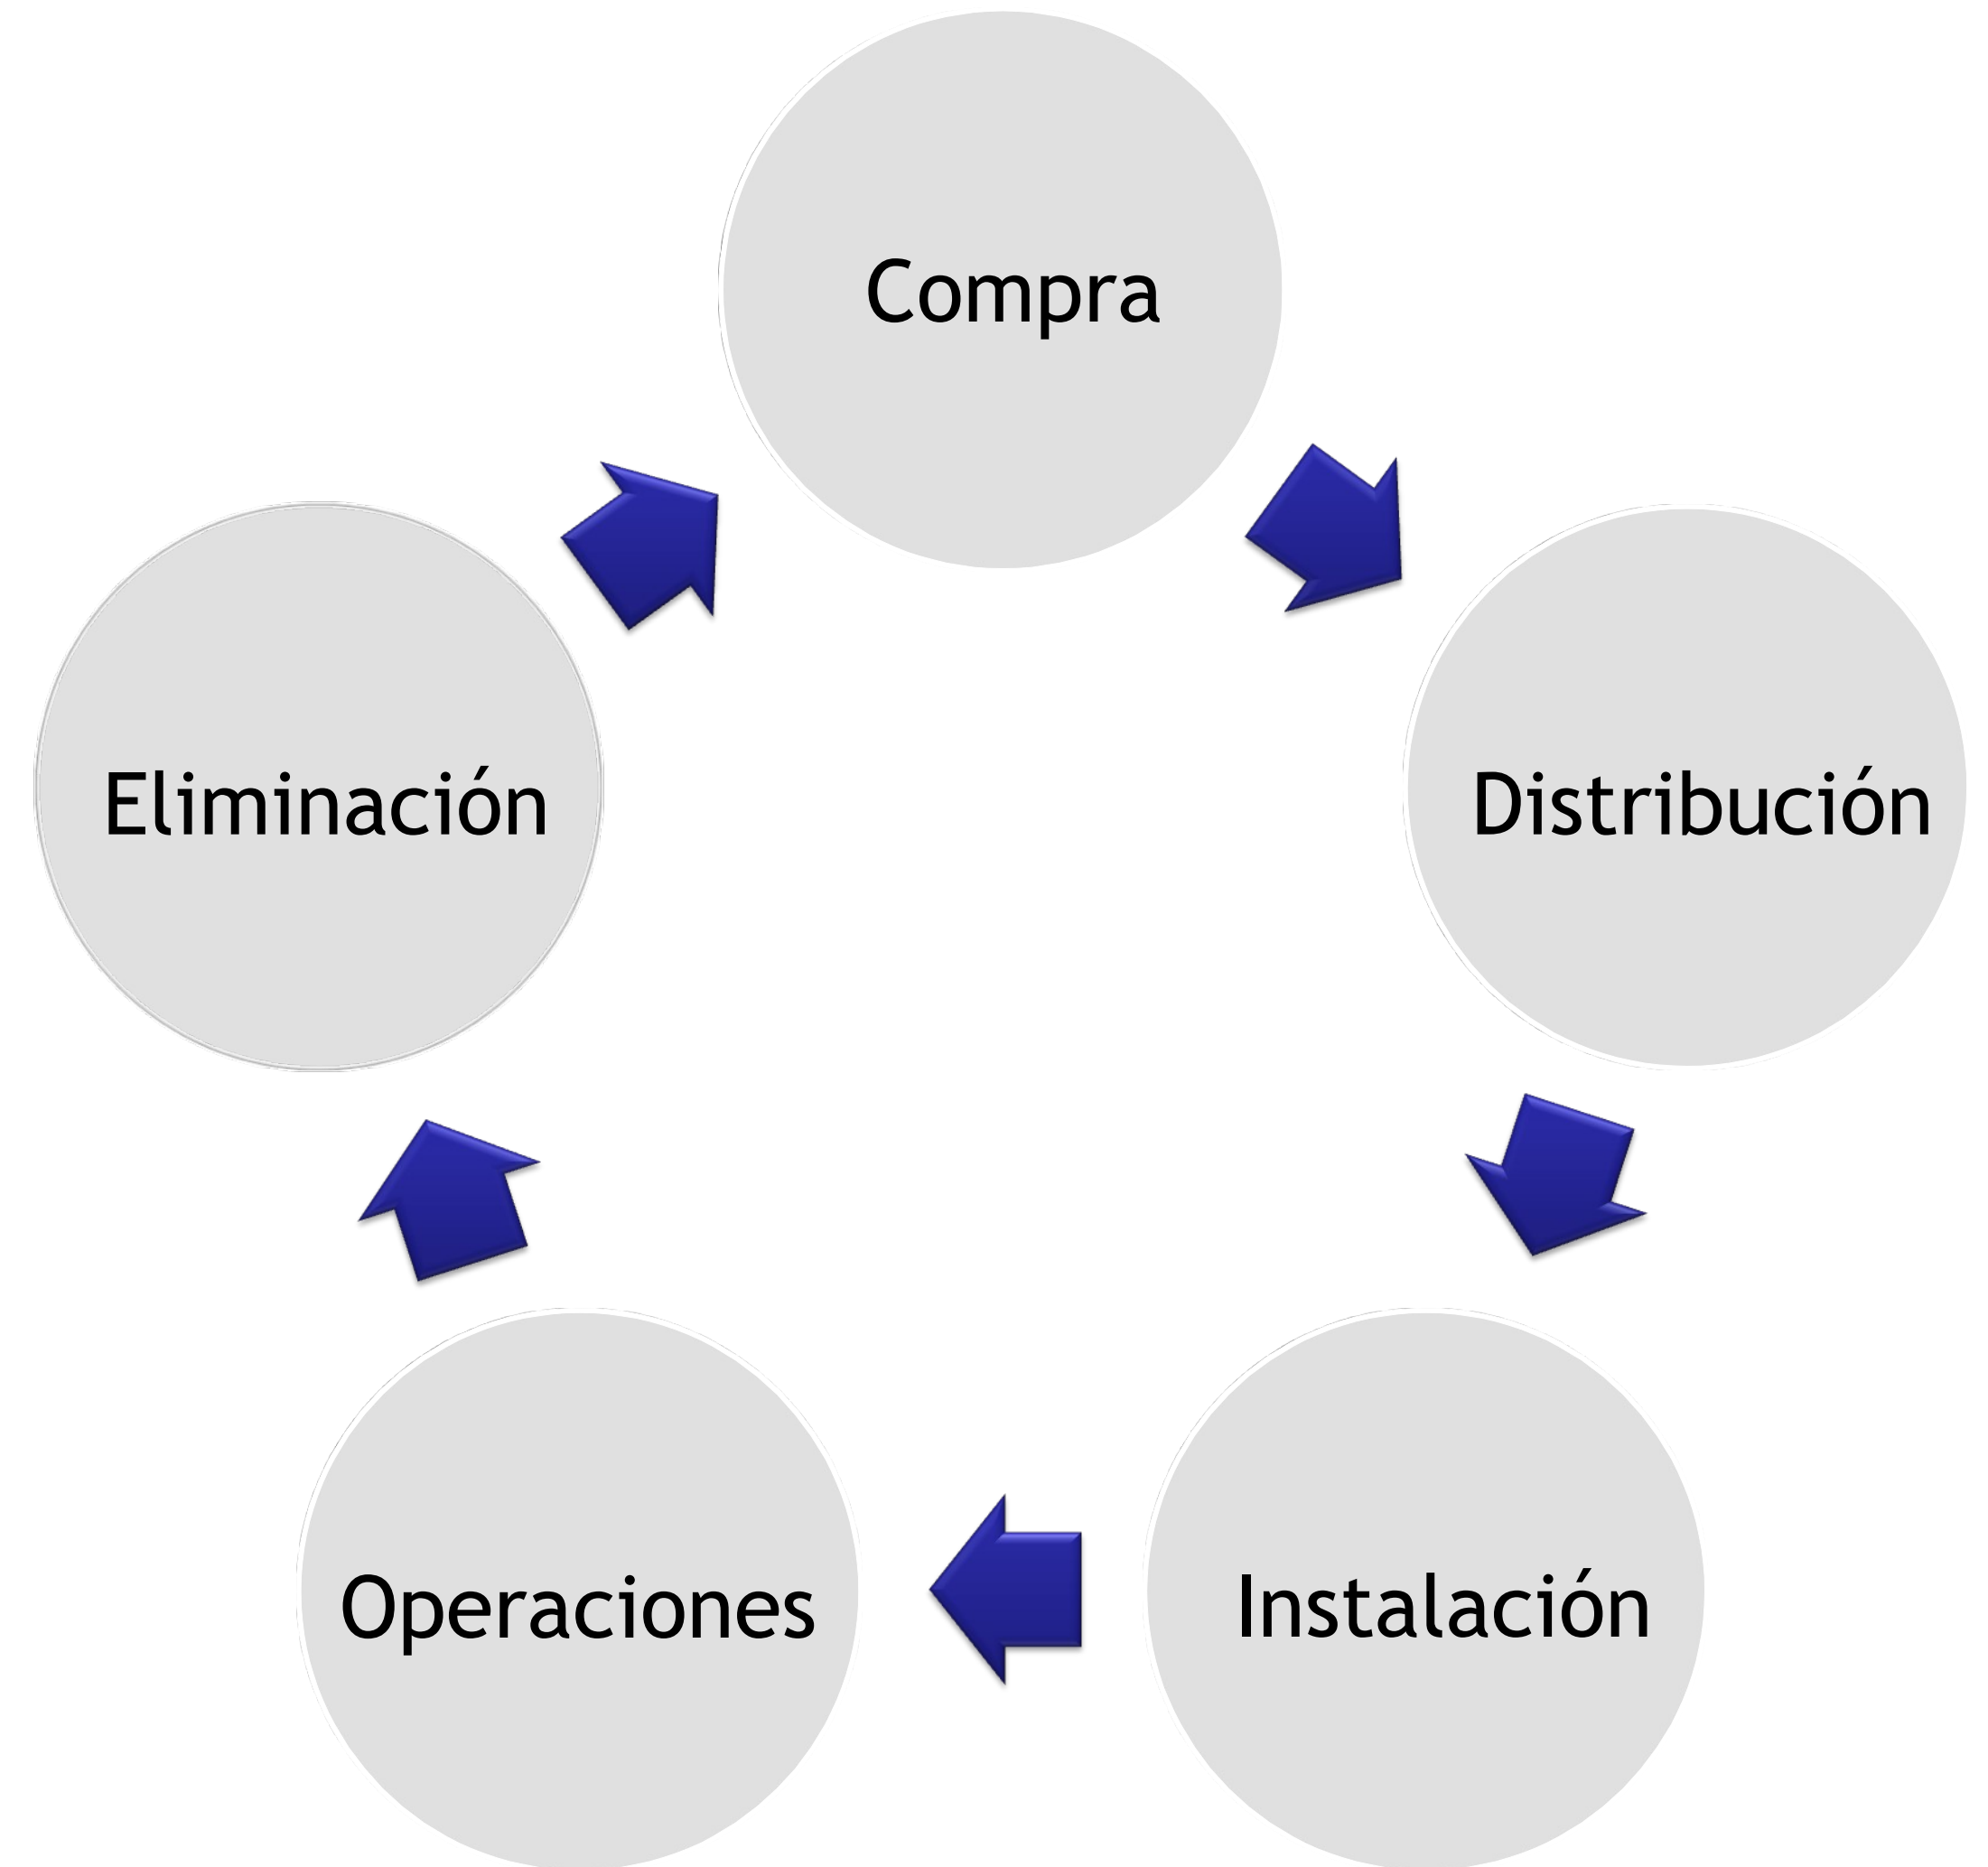 Compra
Distribución
Instalación
Operaciones
Eliminación